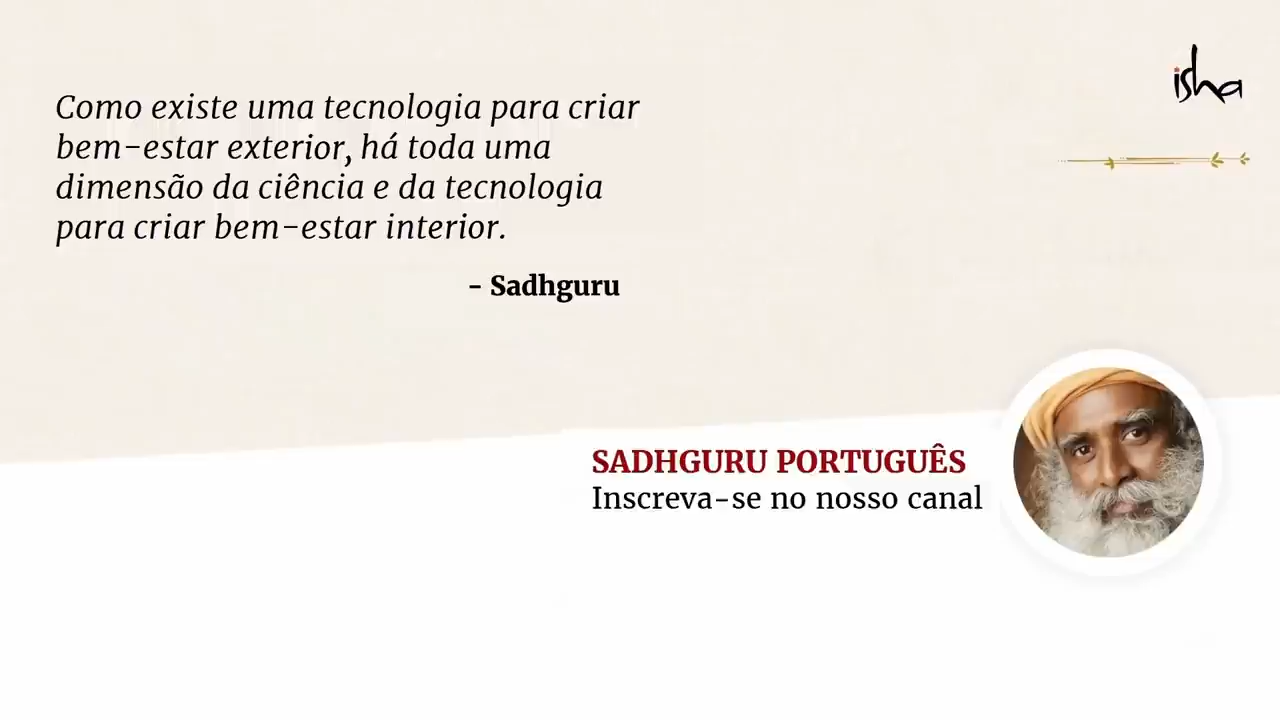 Como existe uma tecnologia para criar
bem-estar exterior, há toda uma
dimensão da ciência e da tecnologia
para criar bem-estar interior.
- Sadhguru
isha
SADHGURU PORTUGUÊS
Inscreva-se no nosso canal